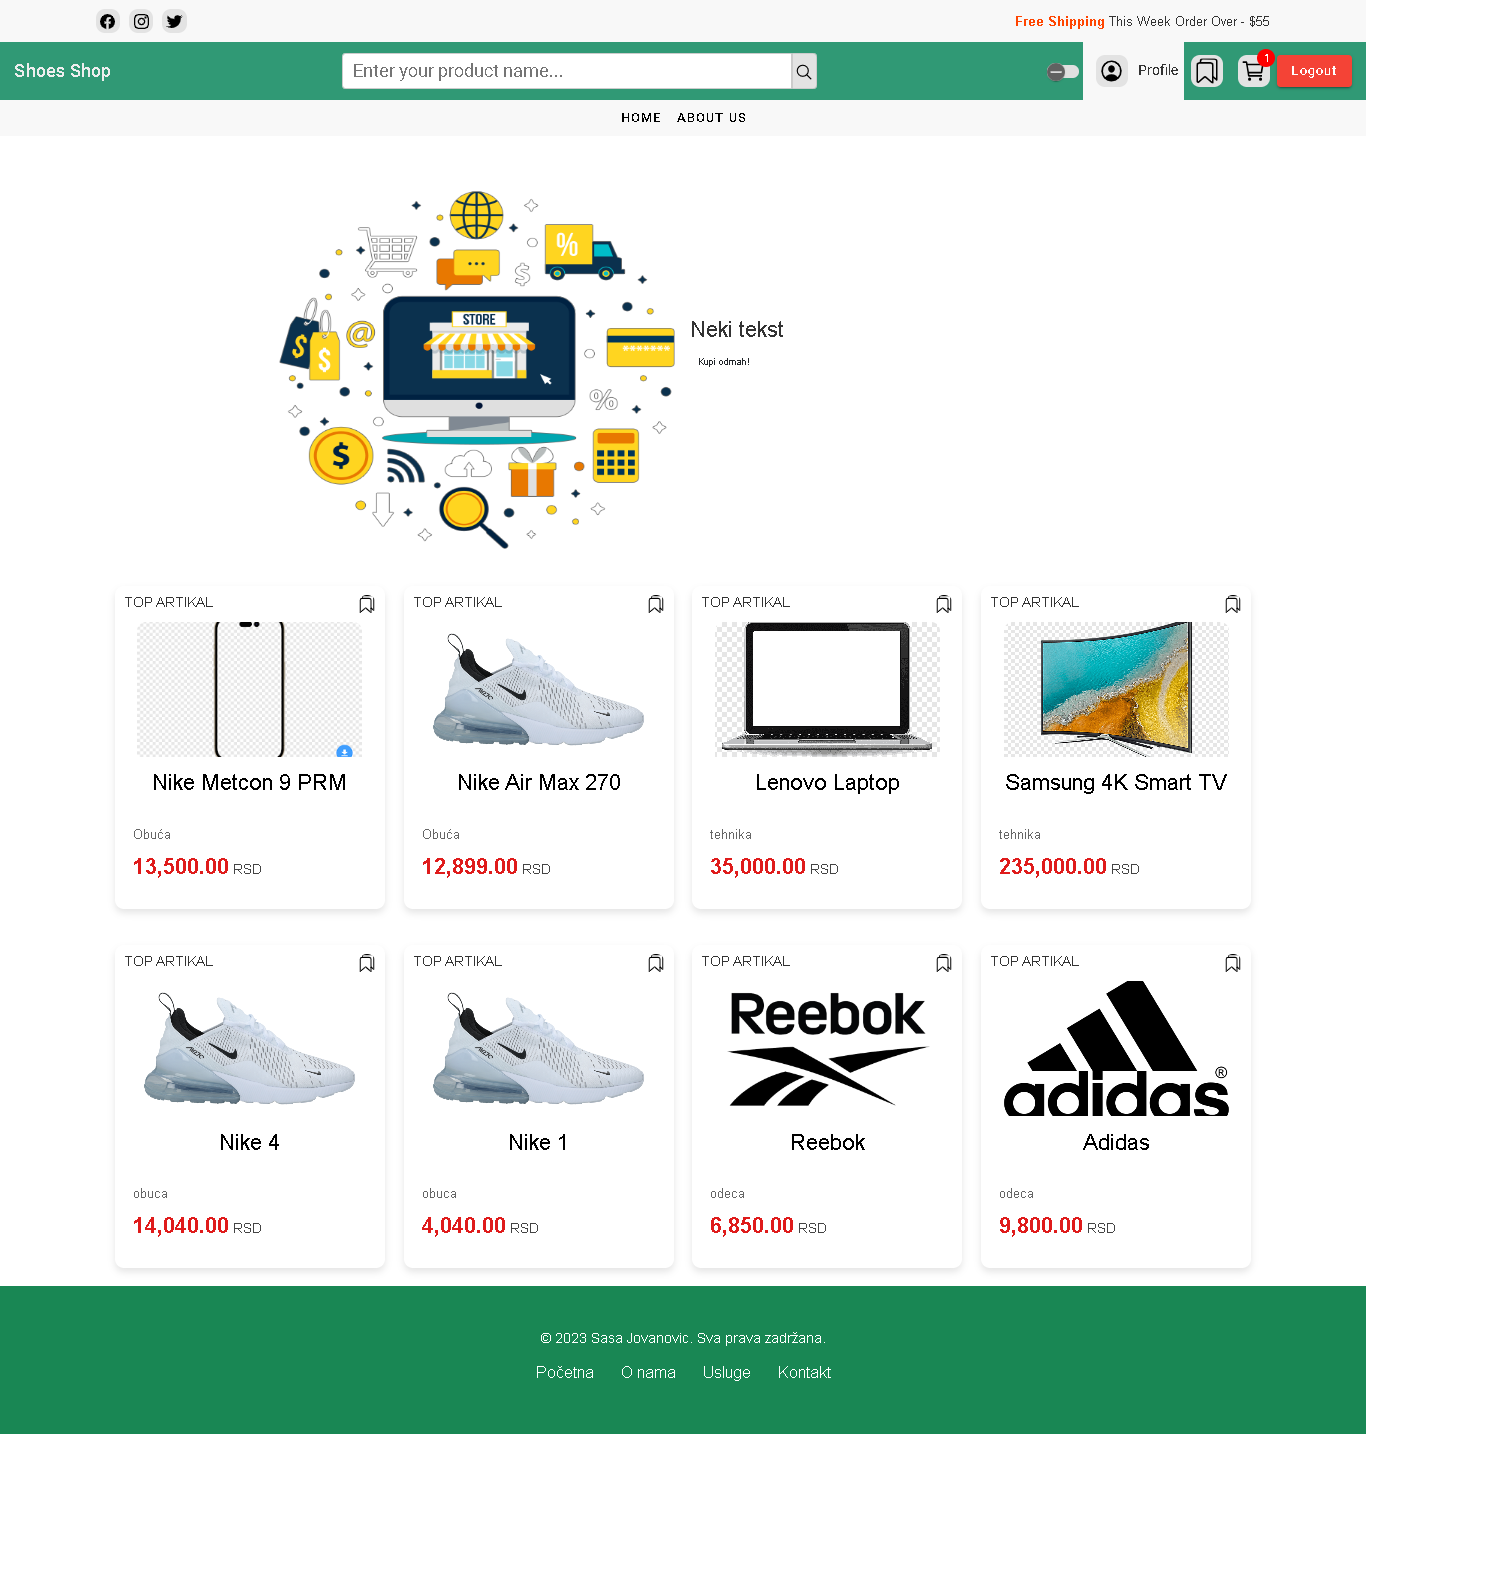 Free Shipping This Week Order Over - $55
Shoes Shop
Enter your product name...
Profile
1
Logout
HOME ABOUT US
%
$
STORE
@
$
$
*******
%
$
Neki tekst
Kupi odmah!
TOP ARTIKAL
Nike Metcon 9 PRM
Obuća
13,500.00 RSD
TOP ARTIKAL
Nike Air Max 270
Obuća
12,899.00 RSD
TOP ARTIKAL
Lenovo Laptop
tehnika
35,000.00 RSD
TOP ARTIKAL
Samsung 4K Smart TV
tehnika
235,000.00 RSD
TOP ARTIKAL
Nike 4
obuca
14,040.00 RSD
TOP ARTIKAL
Nike 1
obuca
4,040.00 RSD
TOP ARTIKAL
Reebok
Reebok
odeca
6,850.00 RSD
TOP ARTIKAL
adidas®
Adidas
odeca
9,800.00 RSD
© 2023 Sasa Jovanovic. Sva prava zadržana.
Početna O nama Usluge Kontakt